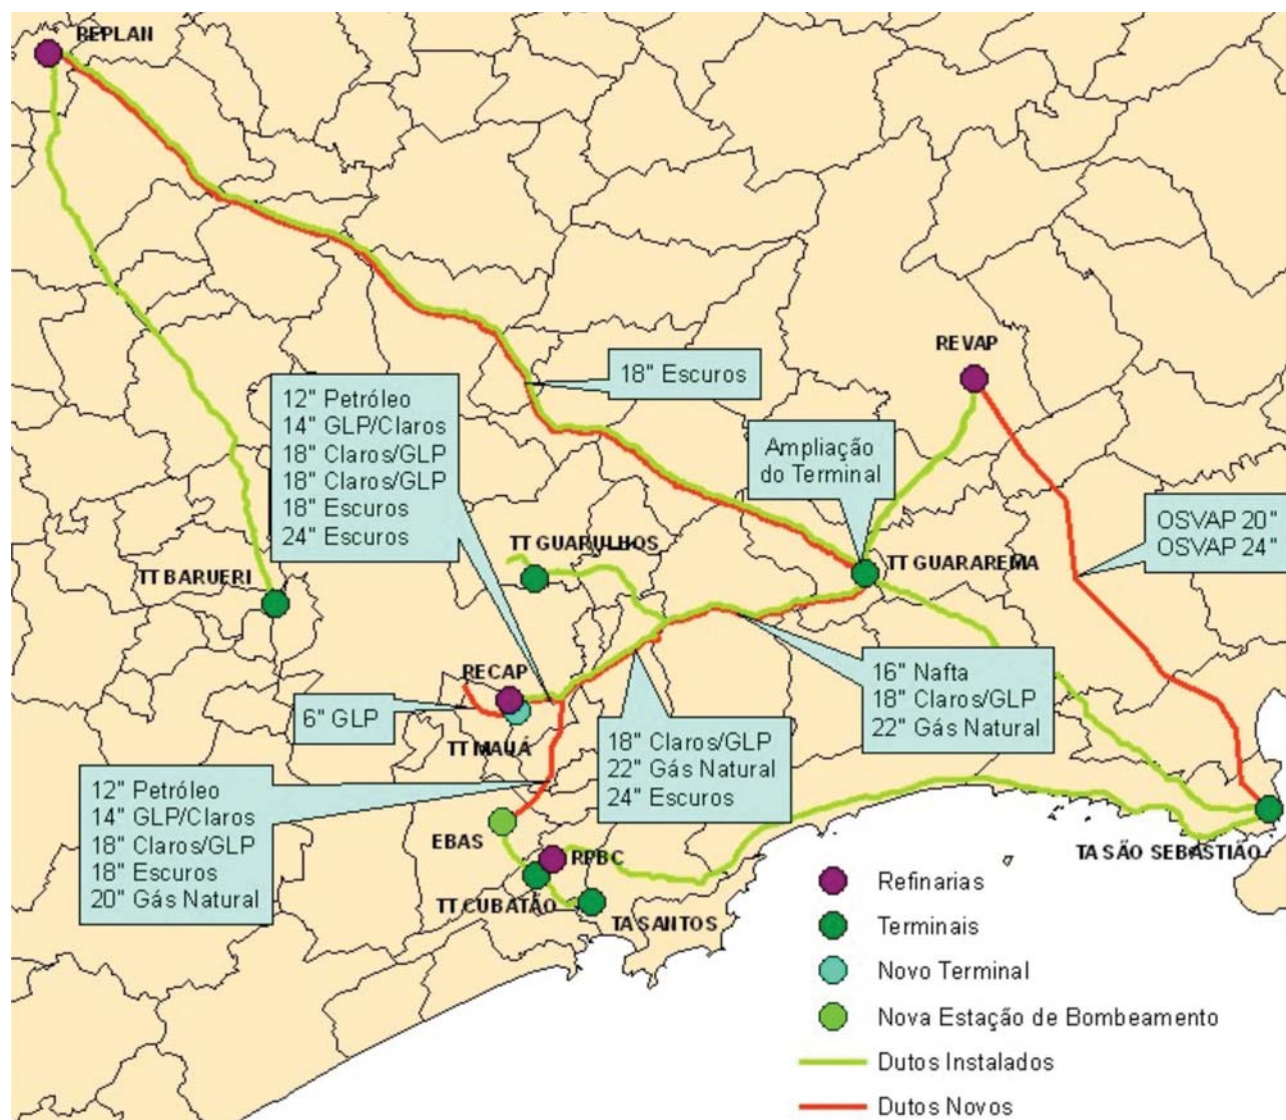 REPLAN
REVAP
18" Escuros
12" Petróleo
14" GLP/Claros
18" Claros/GLP
18" Claros/GLP
18" Escuros
24" Escuros
Ampliação
do Terminal
OSVAP 20"
OSVAP 24"
TT GUARULHOS
TT BARUERI
TT GUARAREMA
RECAP
6" GLP
TT MAUÁ
16" Nafta
18" Claros/GLP
22" Gás Natural
18" Claros/GLP
22" Gás Natural
24" Escuros
12" Petróleo
14" GLP/Claros
18" Claros/GLP
18" Escuros
20" Gás Natural
EBAS
RPBC
TT CUBATÃO
TA SANTOS
TA SÃO SEBASTIÃO
Refinarias
Terminais
Novo Terminal
Nova Estação de Bombeamento
Dutos Instalados
Dutos Novos